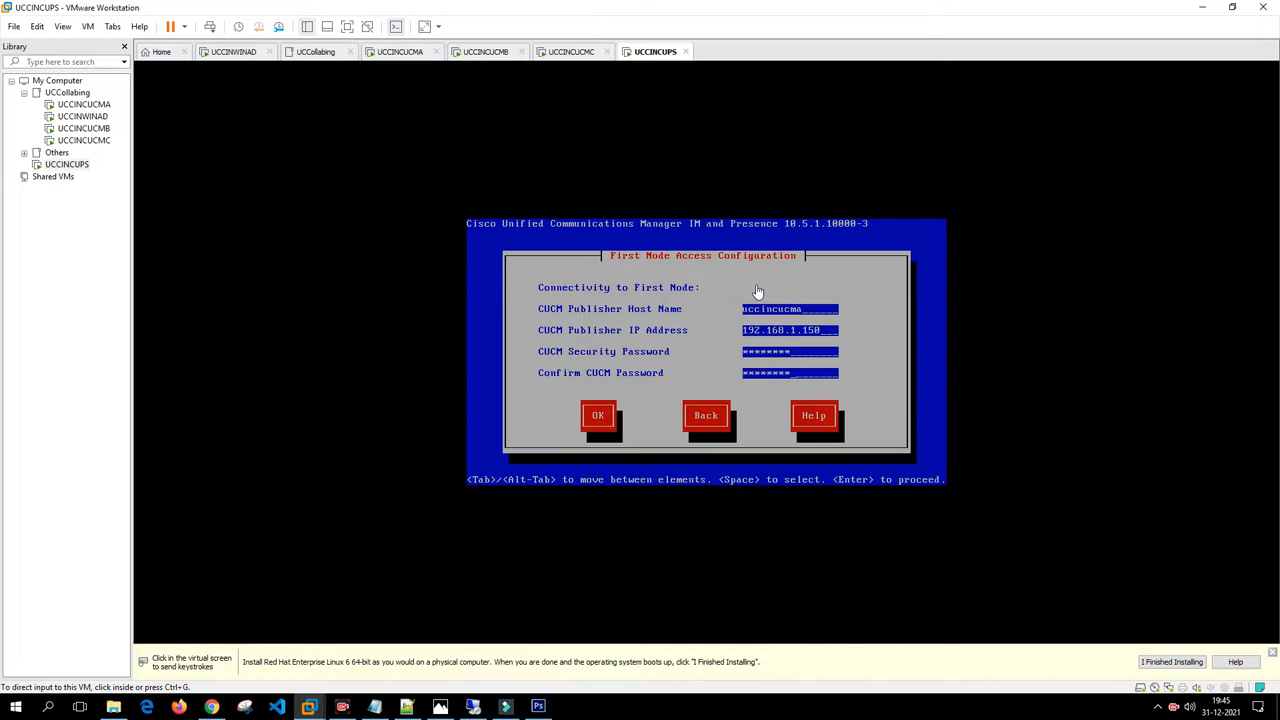 UCCINCUPS - VMware Workstation
File Edit View VM Tabs Help
Library
Type here to search
Home UCCINWINAD UCCollabing UCCINCUCMA UCCINCUCMB UCCINCUCMC UCCINCUPS
My Computer
UCCollabing
UCCINCUCMA
UCCINWINAD
UCCINCUCMB
UCCINCUCMC
Others
UCCINCUPS
Shared VMs
Cisco Unified Communications Manager IM and Presence 10.5.1.10000-3
First Node Access Configuration
Connectivity to First Node:
CUCM Publisher Host Name uccincucma______
CUCM Publisher IP Address 192.168.1.150___
CUCM Security Password ********________
Confirm CUCM Password ********________
OK Back Help
<Tab>/<Alt-Tab> to move between elements. <Space> to select. <Enter> to proceed.
Click in the virtual screen
to send keystrokes
Install Red Hat Enterprise Linux 6 64-bit as you would on a physical computer. When you are done and the operating system boots up, click "I Finished Installing".
I Finished Installing Help
To direct input to this VM, click inside or press Ctrl+G.
19:45
31-12-2021